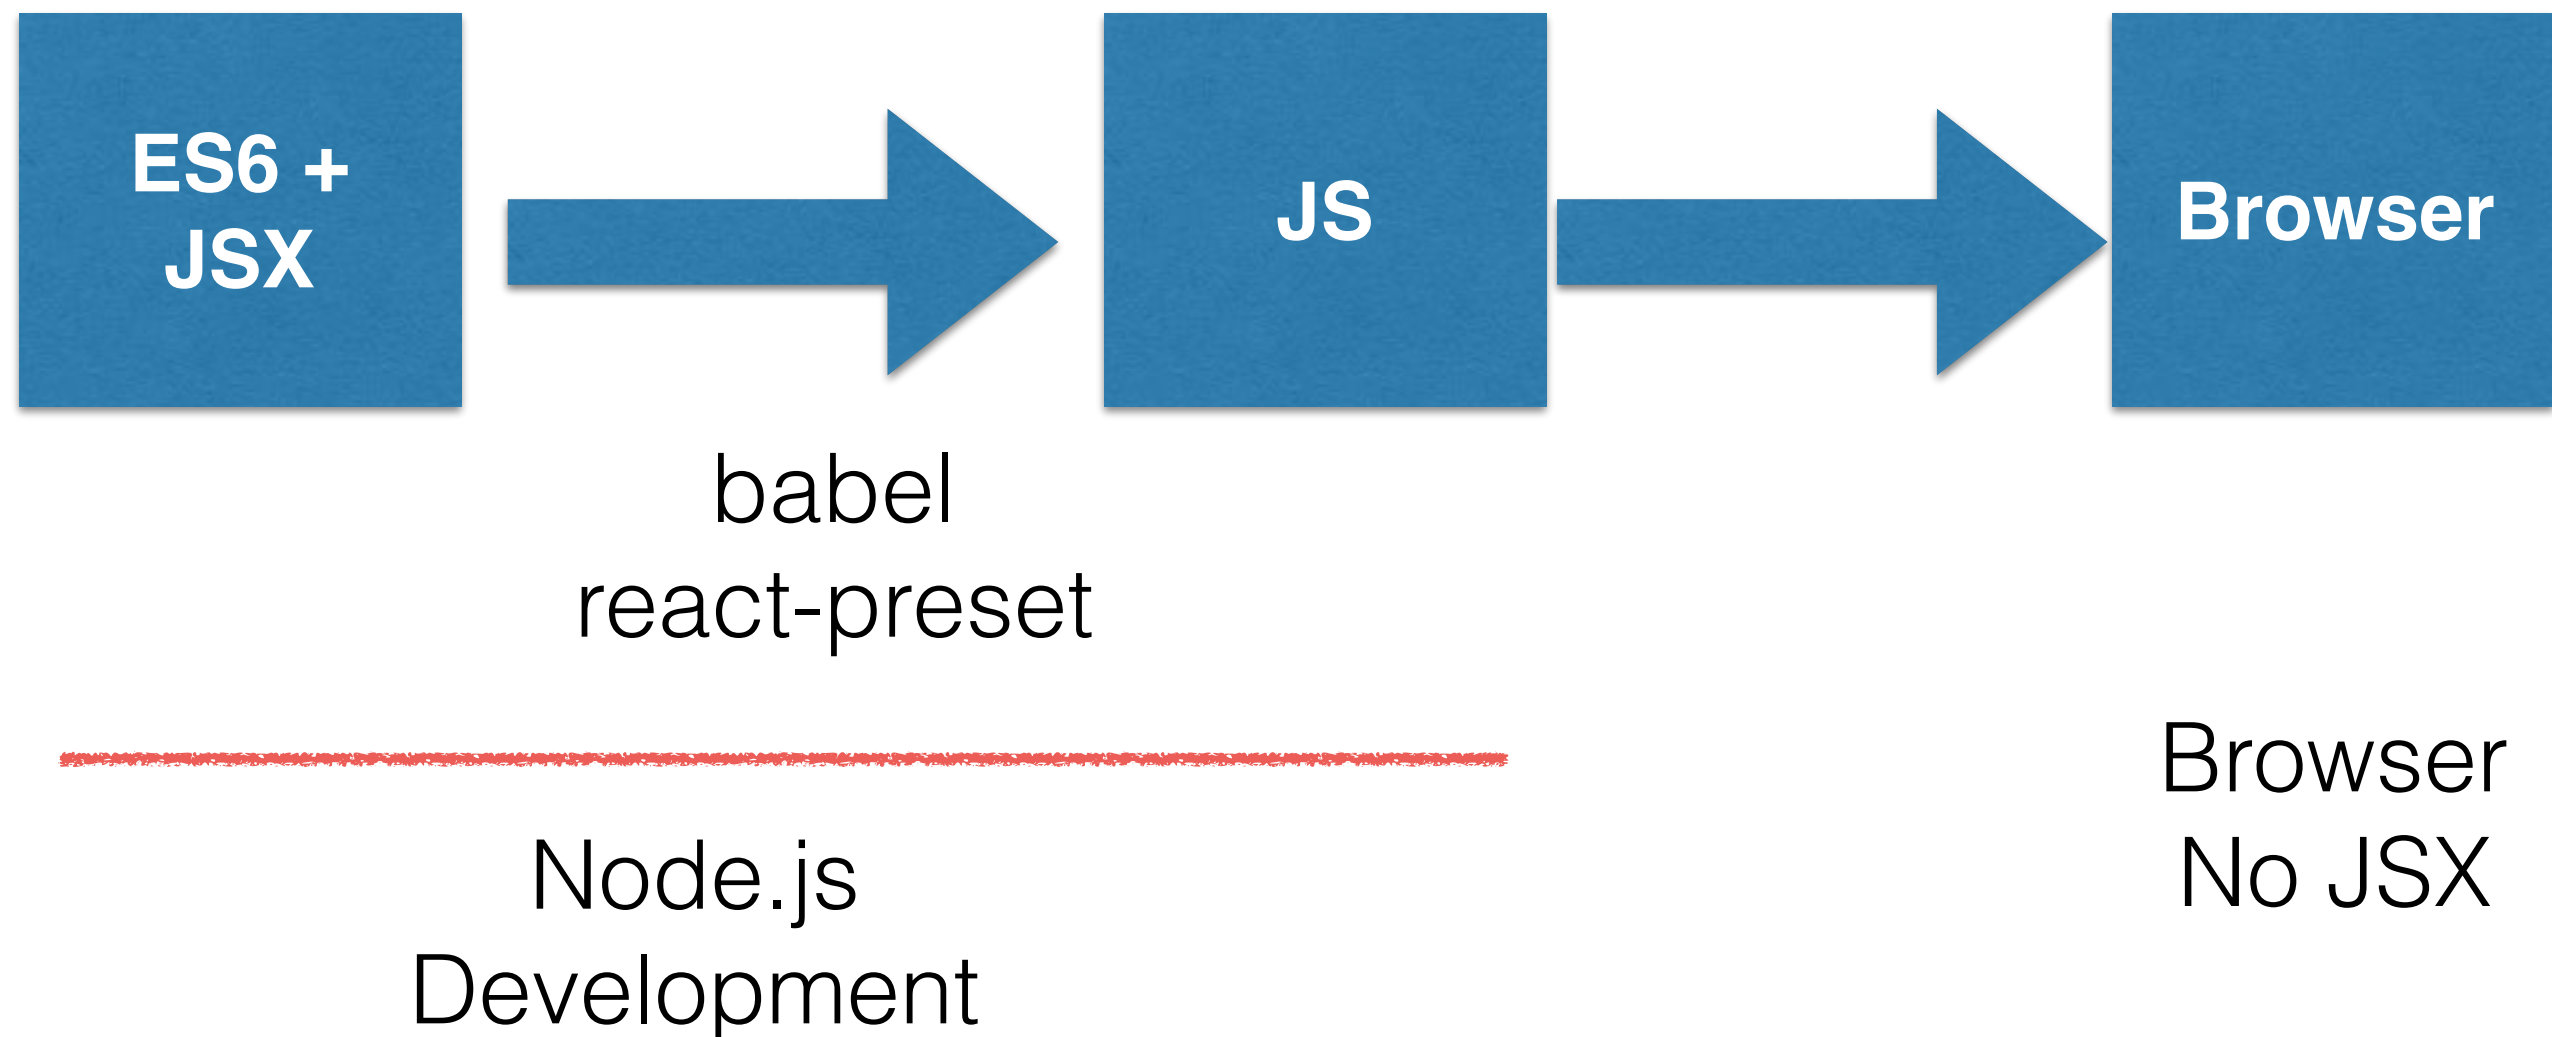 ES6 +
JSX
JS
Browser
babel
react-preset
Node.js
Development
Browser
No JSX